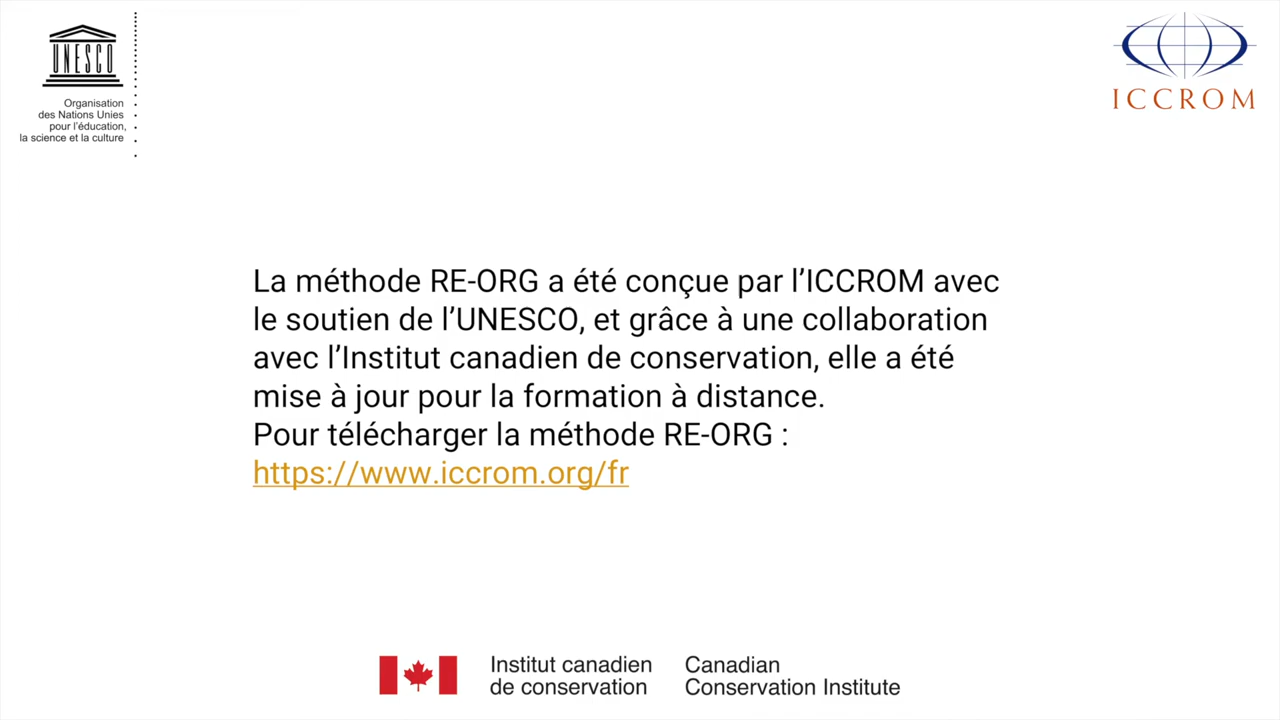 UNESCO
Organisation
des Nations Unies
pour l'éducation,
la science et la culture
ICCROM
La méthode RE-ORG a été conçue par l’ICCROM avec
le soutien de l’UNESCO, et grâce à une collaboration
avec l’Institut canadien de conservation, elle a été
mise à jour pour la formation à distance.
Pour télécharger la méthode RE-ORG :
https://www.iccrom.org/fr
Institut canadien
de conservation
Canadian
Conservation Institute